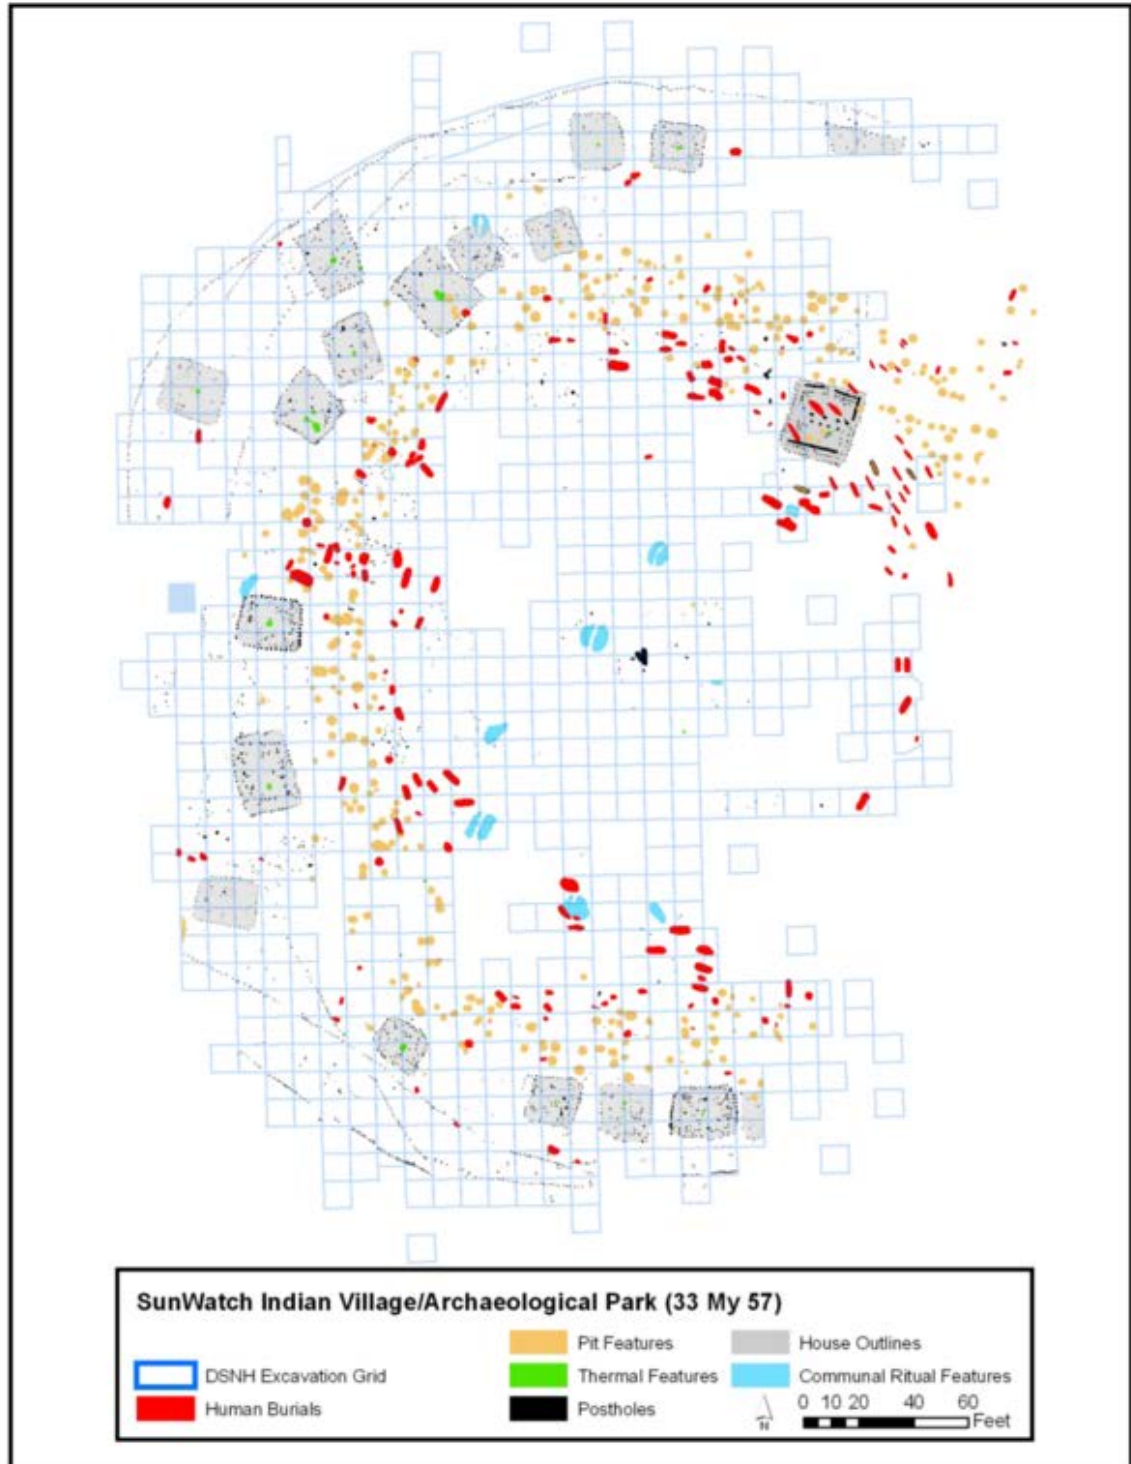 SunWatch Indian Village/Archaeological Park (33 My 57)
Pit Features
House Outlines
DSNH Excavation Grid
Thermal Features
Communal Ritual Features
Human Burials
Postholes
N
0 10 20 40 60
Feet